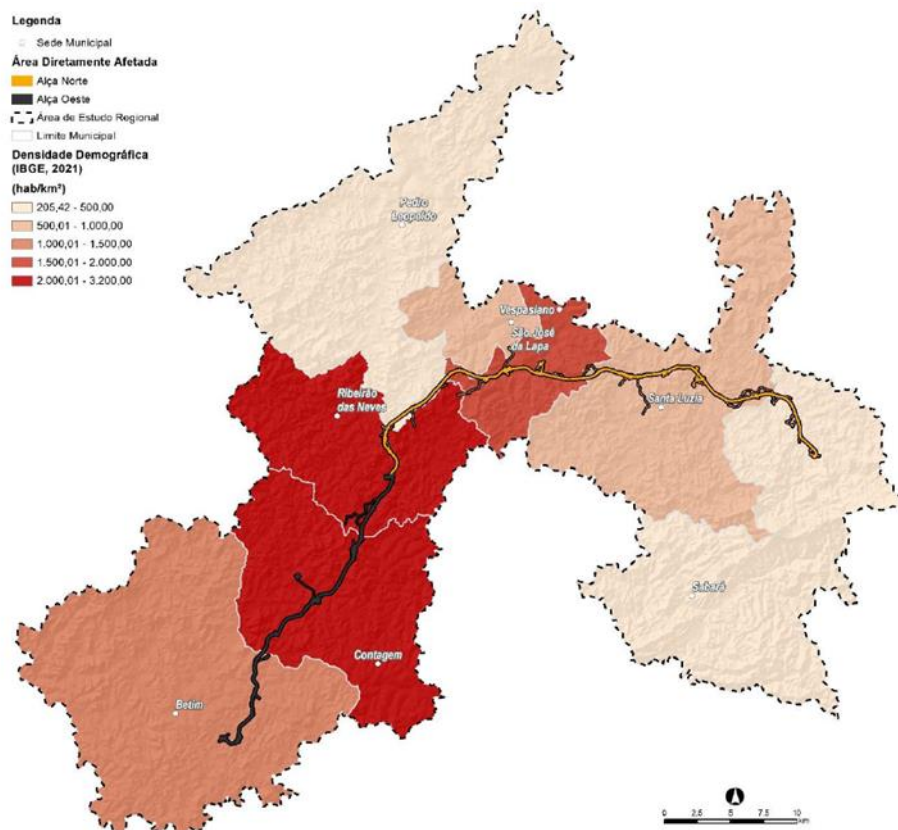 Legenda
Sede Municipal
Área Diretamente Afetada
Alça Norte
Alça Oeste
Área de Estudo Regional
Limite Municipal
Densidade Demográfica
(IBGE, 2021)
(hab/km²)
205,42 - 500,00
500,01 - 1.000,00
1.000,01 - 1.500,00
1.500,01 - 2.000,00
2.000,01 - 3.200,00
Pedro
Leopoldo
Vespasiano
São José
da Lapa
Ribeirão
das Neves
Santa Luzia
Sabará
Contagem
Betim
0 2,5 5 7,5 10
km